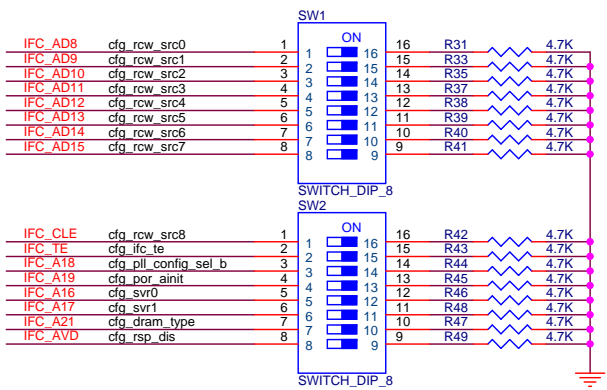 SW1
ON
IFC_AD8 cfg_rcw_src0 1 1 16 16 R31 4.7K
IFC_AD9 cfg_rcw_src1 2 2 15 15 R33 4.7K
IFC_AD10 cfg_rcw_src2 3 3 14 14 R35 4.7K
IFC_AD11 cfg_rcw_src3 4 4 13 13 R37 4.7K
IFC_AD12 cfg_rcw_src4 5 5 12 12 R38 4.7K
IFC_AD13 cfg_rcw_src5 6 6 11 11 R39 4.7K
IFC_AD14 cfg_rcw_src6 7 7 10 10 R40 4.7K
IFC_AD15 cfg_rcw_src7 8 8 9 9 R41 4.7K
SWITCH_DIP_8
SW2
ON
IFC_CLE cfg_rcw_src8 1 1 16 16 R42 4.7K
IFC_TE cfg_ifc_te 2 2 15 15 R43 4.7K
IFC_A18 cfg_pll_config_sel_b 3 3 14 14 R44 4.7K
IFC_A19 cfg_por_ainit 4 4 13 13 R45 4.7K
IFC_A16 cfg_svr0 5 5 12 12 R46 4.7K
IFC_A17 cfg_svr1 6 6 11 11 R48 4.7K
IFC_A21 cfg_dram_type 7 7 10 10 R47 4.7K
IFC_AVD cfg_rsp_dis 8 8 9 9 R49 4.7K
SWITCH_DIP_8